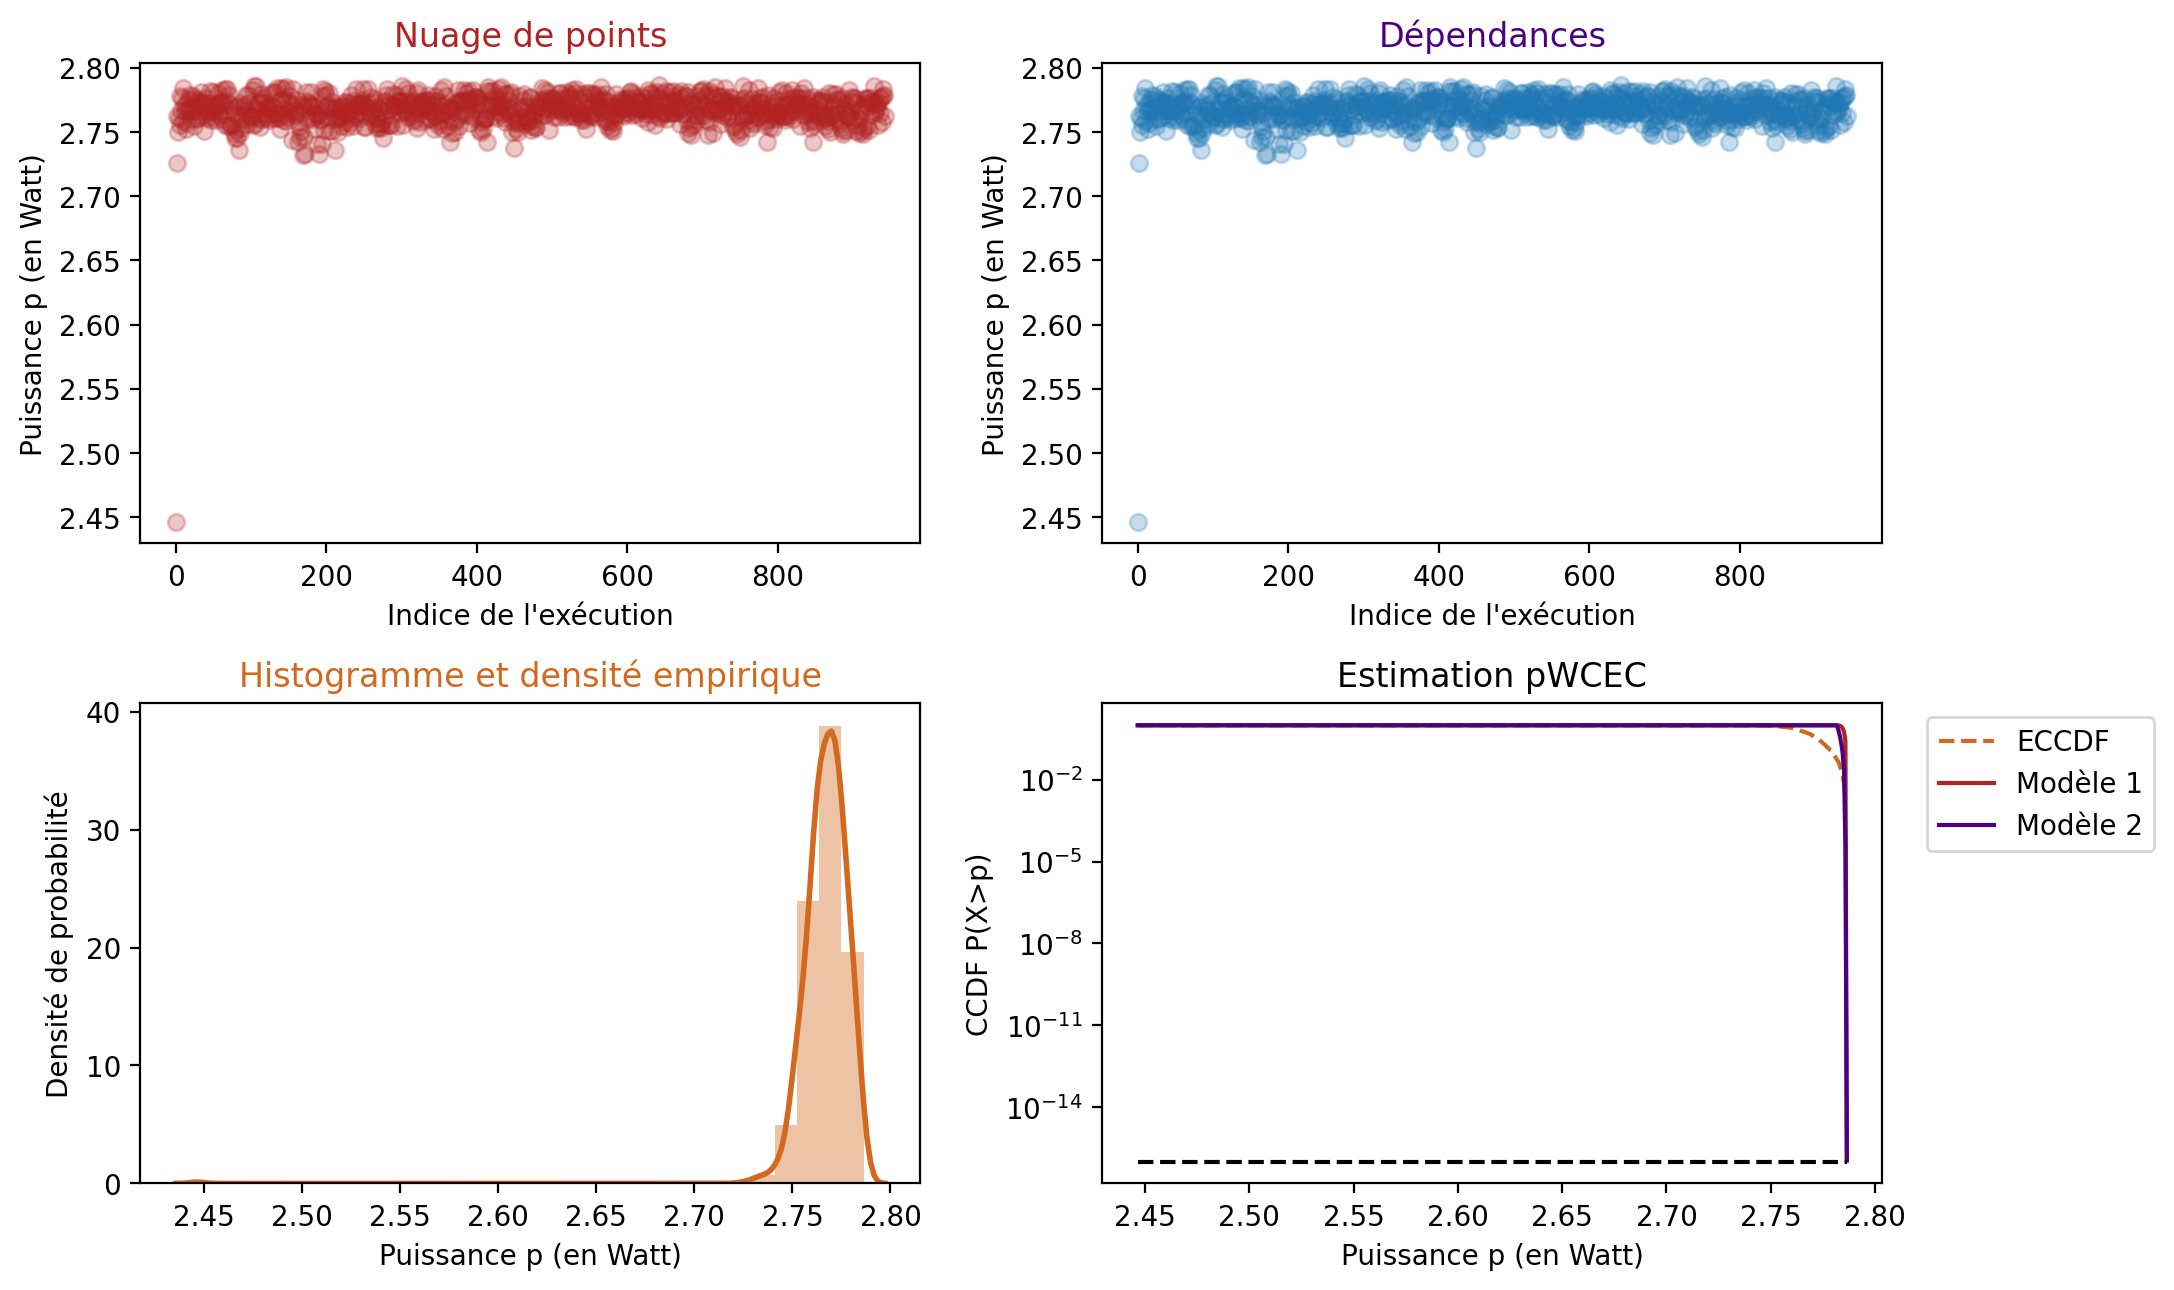 Nuage de points
2.80
2.75
2.70
2.65
2.60
2.55
2.50
2.45
Puissance p (en Watt)
0 200 400 600 800
Indice de l'exécution
Dépendances
2.80
2.75
2.70
2.65
2.60
2.55
2.50
2.45
Puissance p (en Watt)
0 200 400 600 800
Indice de l'exécution
Histogramme et densité empirique
40
30
20
10
0
Densité de probabilité
2.45 2.50 2.55 2.60 2.65 2.70 2.75 2.80
Puissance p (en Watt)
Estimation pWCEC
10⁻²
10⁻⁵
10⁻⁸
10⁻¹¹
10⁻¹⁴
CCDF P(X>p)
2.45 2.50 2.55 2.60 2.65 2.70 2.75 2.80
Puissance p (en Watt)
ECCDF
Modèle 1
Modèle 2